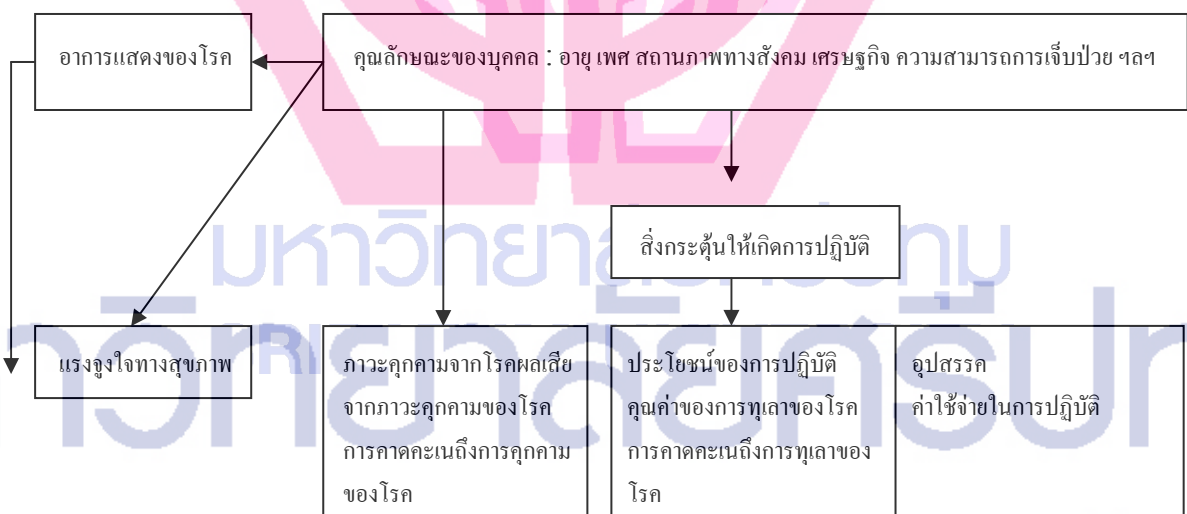 อาการแสดงของโรค
คุณลักษณะของบุคคล : อายุ เพศ สถานภาพทางสังคม เศรษฐกิจ ความสามารถการเจ็บป่วย ฯลฯ
สิ่งกระตุ้นให้เกิดการปฏิบัติ
แรงจูงใจทางสุขภาพ
ภาวะคุกคามจากโรคผลเสีย
จากภาวะคุกคามของโรค
การคาดคะเนถึงการคุกคาม
ของโรค
ประโยชน์ของการปฏิบัติ
คุณค่าของการทุเลาของโรค
การคาดคะเนถึงการทุเลาของ
โรค
อุปสรรค
ค่าใช้จ่ายในการปฏิบัติ